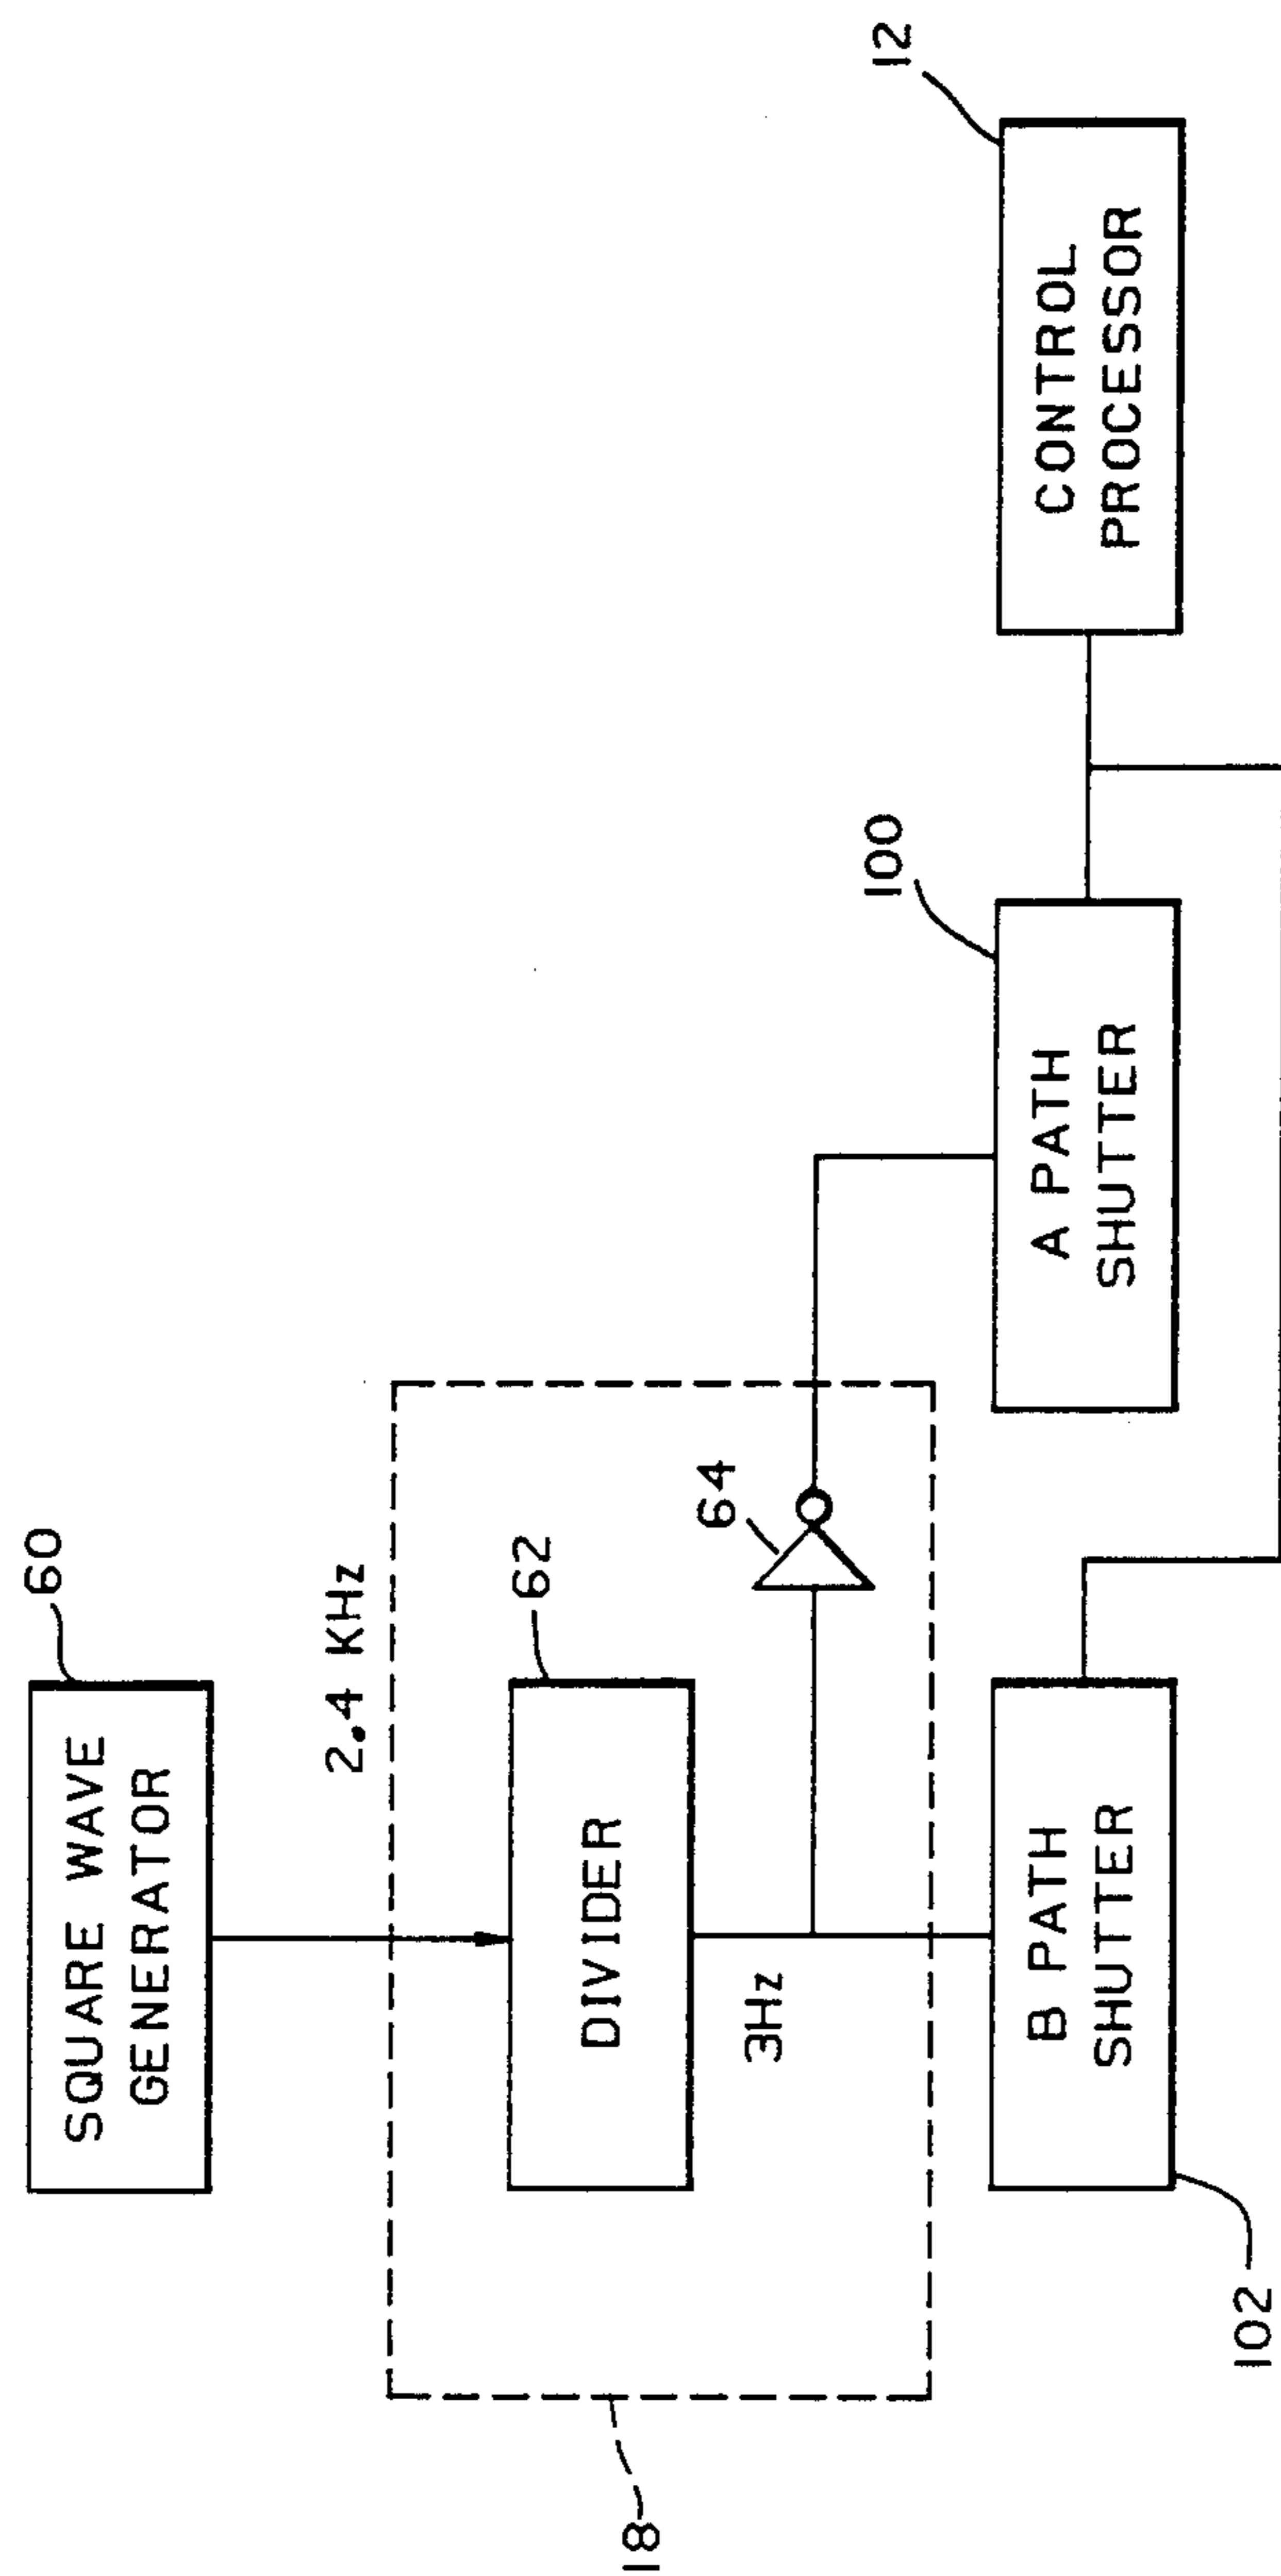 60
SQUARE WAVE
GENERATOR
2.4 KHz
18
62
DIVIDER
64
3Hz
102
B PATH
SHUTTER
100
A PATH
SHUTTER
12
CONTROL
PROCESSOR